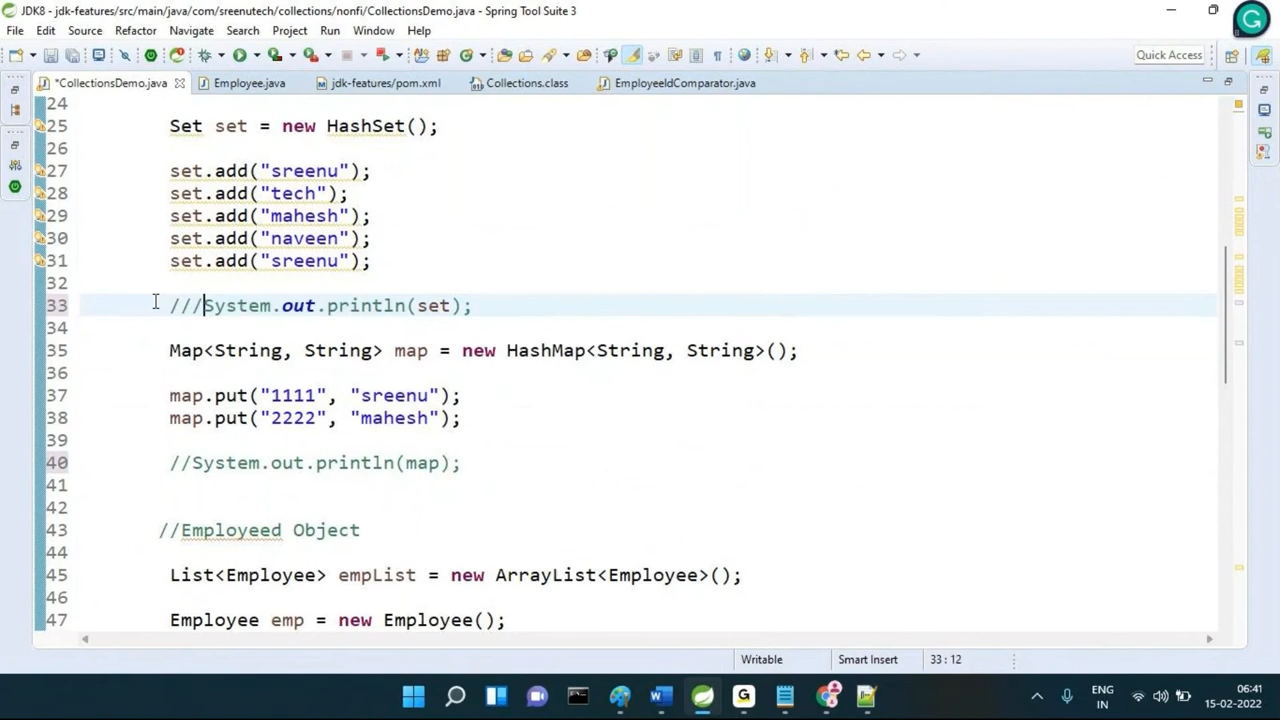 JDK8 - jdk-features/src/main/java/com/sreenutech/collections/nonfi/CollectionsDemo.java - Spring Tool Suite 3
File Edit Source Refactor Navigate Search Project Run Window Help
Quick Access
*CollectionsDemo.java Employee.java jdk-features/pom.xml Collections.class EmployeeIdComparator.java
24
25 Set set = new HashSet();
26
27 set.add("sreenu");
28 set.add("tech");
29 set.add("mahesh");
30 set.add("naveen");
31 set.add("sreenu");
32
33 ///System.out.println(set);
34
35 Map<String, String> map = new HashMap<String, String>();
36
37 map.put("1111", "sreenu");
38 map.put("2222", "mahesh");
39
40 //System.out.println(map);
41
42
43 //Employeed Object
44
45 List<Employee> empList = new ArrayList<Employee>();
46
47 Employee emp = new Employee();
Writable Smart Insert 33 : 12
ENG 06:41
IN 15-02-2022